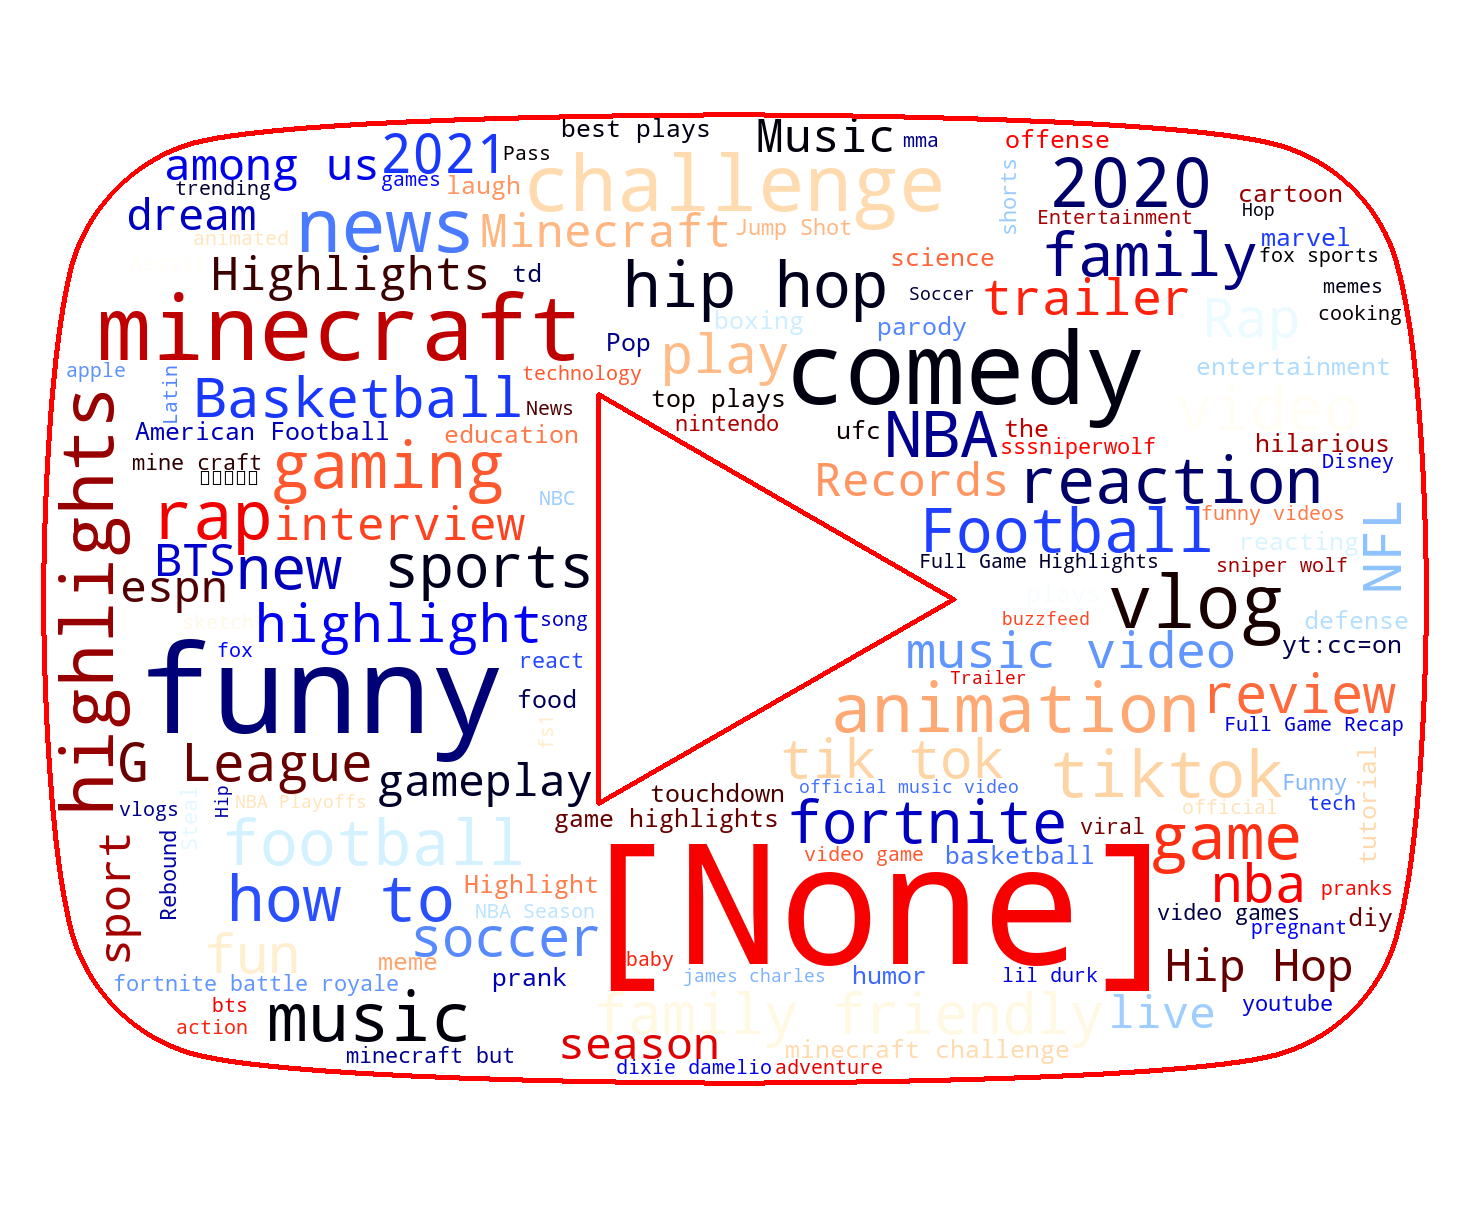 best plays
Music
mma
offense
2021
Pass
among us
games
laugh
trending
challenge
shorts
2020
cartoon
Hop
Entertainment
dream
news
Minecraft
Jump Shot
animated
family
marvel
fox sports
science
Highlights
td
hip hop
Soccer
trailer
memes
cooking
minecraft
boxing
parody
Rap
Pop
play
comedy
entertainment
apple
Latin
Basketball
technology
top plays
video
News
nintendo
American Football
education
ufc
NBA
the
sssniperwolf
hilarious
Disney
mine craft
gaming
Records
reaction
highlights
NBC
rap
interview
Football
funny videos
reacting
NFL
BTS
new
sports
Full Game Highlights
sniper wolf
espn
plays
vlog
sketch
highlight
song
buzzfeed
defense
yt:cc=on
fox
react
music video
funny
food
Trailer
animation
review
fs1
Full Game Recap
G League
gameplay
tik tok
tiktok
Funny
tutorial
vlogs
Steal
Hip
NBA Playoffs
touchdown
official music video
official
tech
game highlights
fortnite
viral
football
sport
Rebound
[None]
video game
basketball
game
how to
Highlight
nba
pranks
NBA Season
video games
pregnant
diy
soccer
fun
meme
baby
Hip Hop
fortnite battle royale
prank
james charles
humor
lil durk
bts
music
family friendly
live
youtube
action
season
minecraft but
minecraft challenge
dixie damelio
adventure